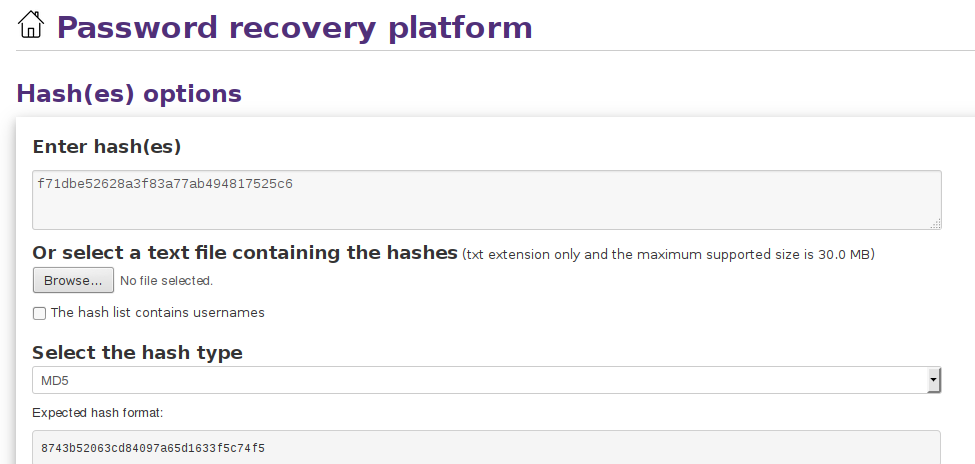 Password recovery platform
Hash(es) options
Enter hash(es)
f71dbe52628a3f83a77ab494817525c6
Or select a text file containing the hashes (txt extension only and the maximum supported size is 30.0 MB)
Browse... No file selected.
The hash list contains usernames
Select the hash type
MD5
Expected hash format:
8743b52063cd84097a65d1633f5c74f5